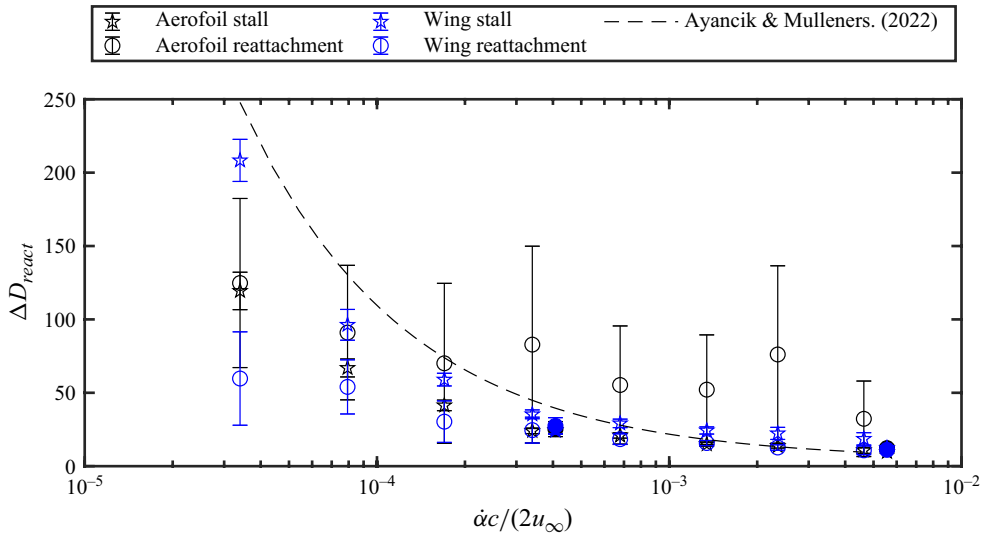 Aerofoil stall Wing stall Ayancik & Mulleners. (2022)
Aerofoil reattachment Wing reattachment
250
200
150
100
50
0
ΔD_react
10⁻⁵ 10⁻⁴ 10⁻³ 10⁻²
α̇c/(2u_∞)